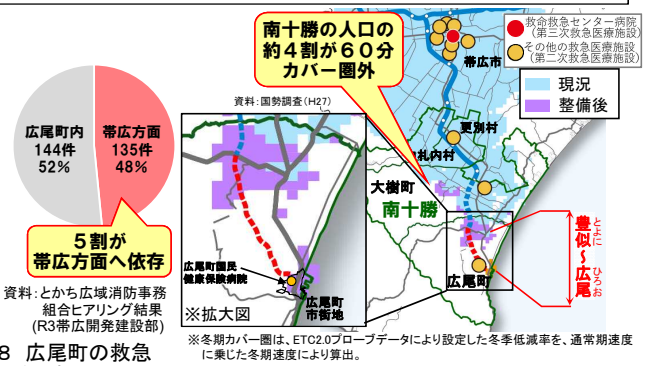 南十勝の人口の
約４割が６０分
カバー圏外
救命救急センター病院
（第三次救急医療施設）
その他の救急医療施設
（第二次救急医療施設）
現況
整備後
帯広市
更別村
札内村
大樹町
南十勝
広尾町
豊似～広尾
とよに
ひろお
資料：国勢調査（H27）
広尾町国民
健康保険病院
広尾町
市街地
※拡大図
広尾町内
144件
52%
帯広方面
135件
48%
５割が
帯広方面へ依存
資料：とかち広域消防事務
組合ヒアリング結果
（R3帯広開発建設部）
※冬期カバー圏は、ETC2.0プローブデータにより設定した冬季低減率を、通常期速度
に乗じた冬期速度により算出。
8 広尾町の救急